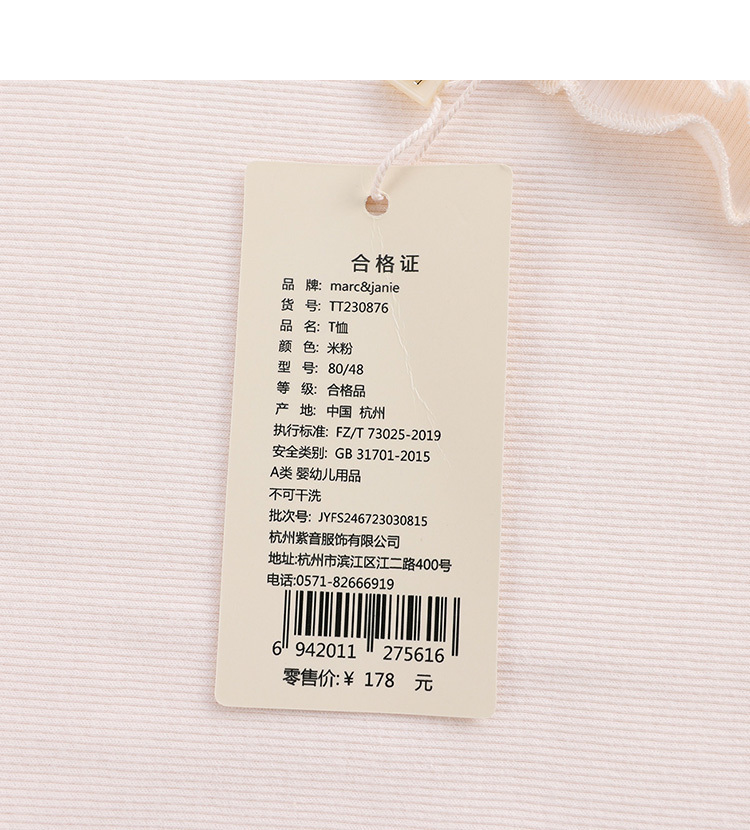 合格证
品 牌: marc&janie
货 号: TT230876
品 名: T恤
颜 色: 米粉
型 号: 80/48
等 级: 合格品
产 地: 中国 杭州
执行标准: FZ/T 73025-2019
安全类别: GB 31701-2015
A类 婴幼儿用品
不可干洗
批次号: JYFS246723030815
杭州紫音服饰有限公司
地址:杭州市滨江区江二路400号
电话:0571-82666919
6 942011 275616
零售价:¥ 178 元